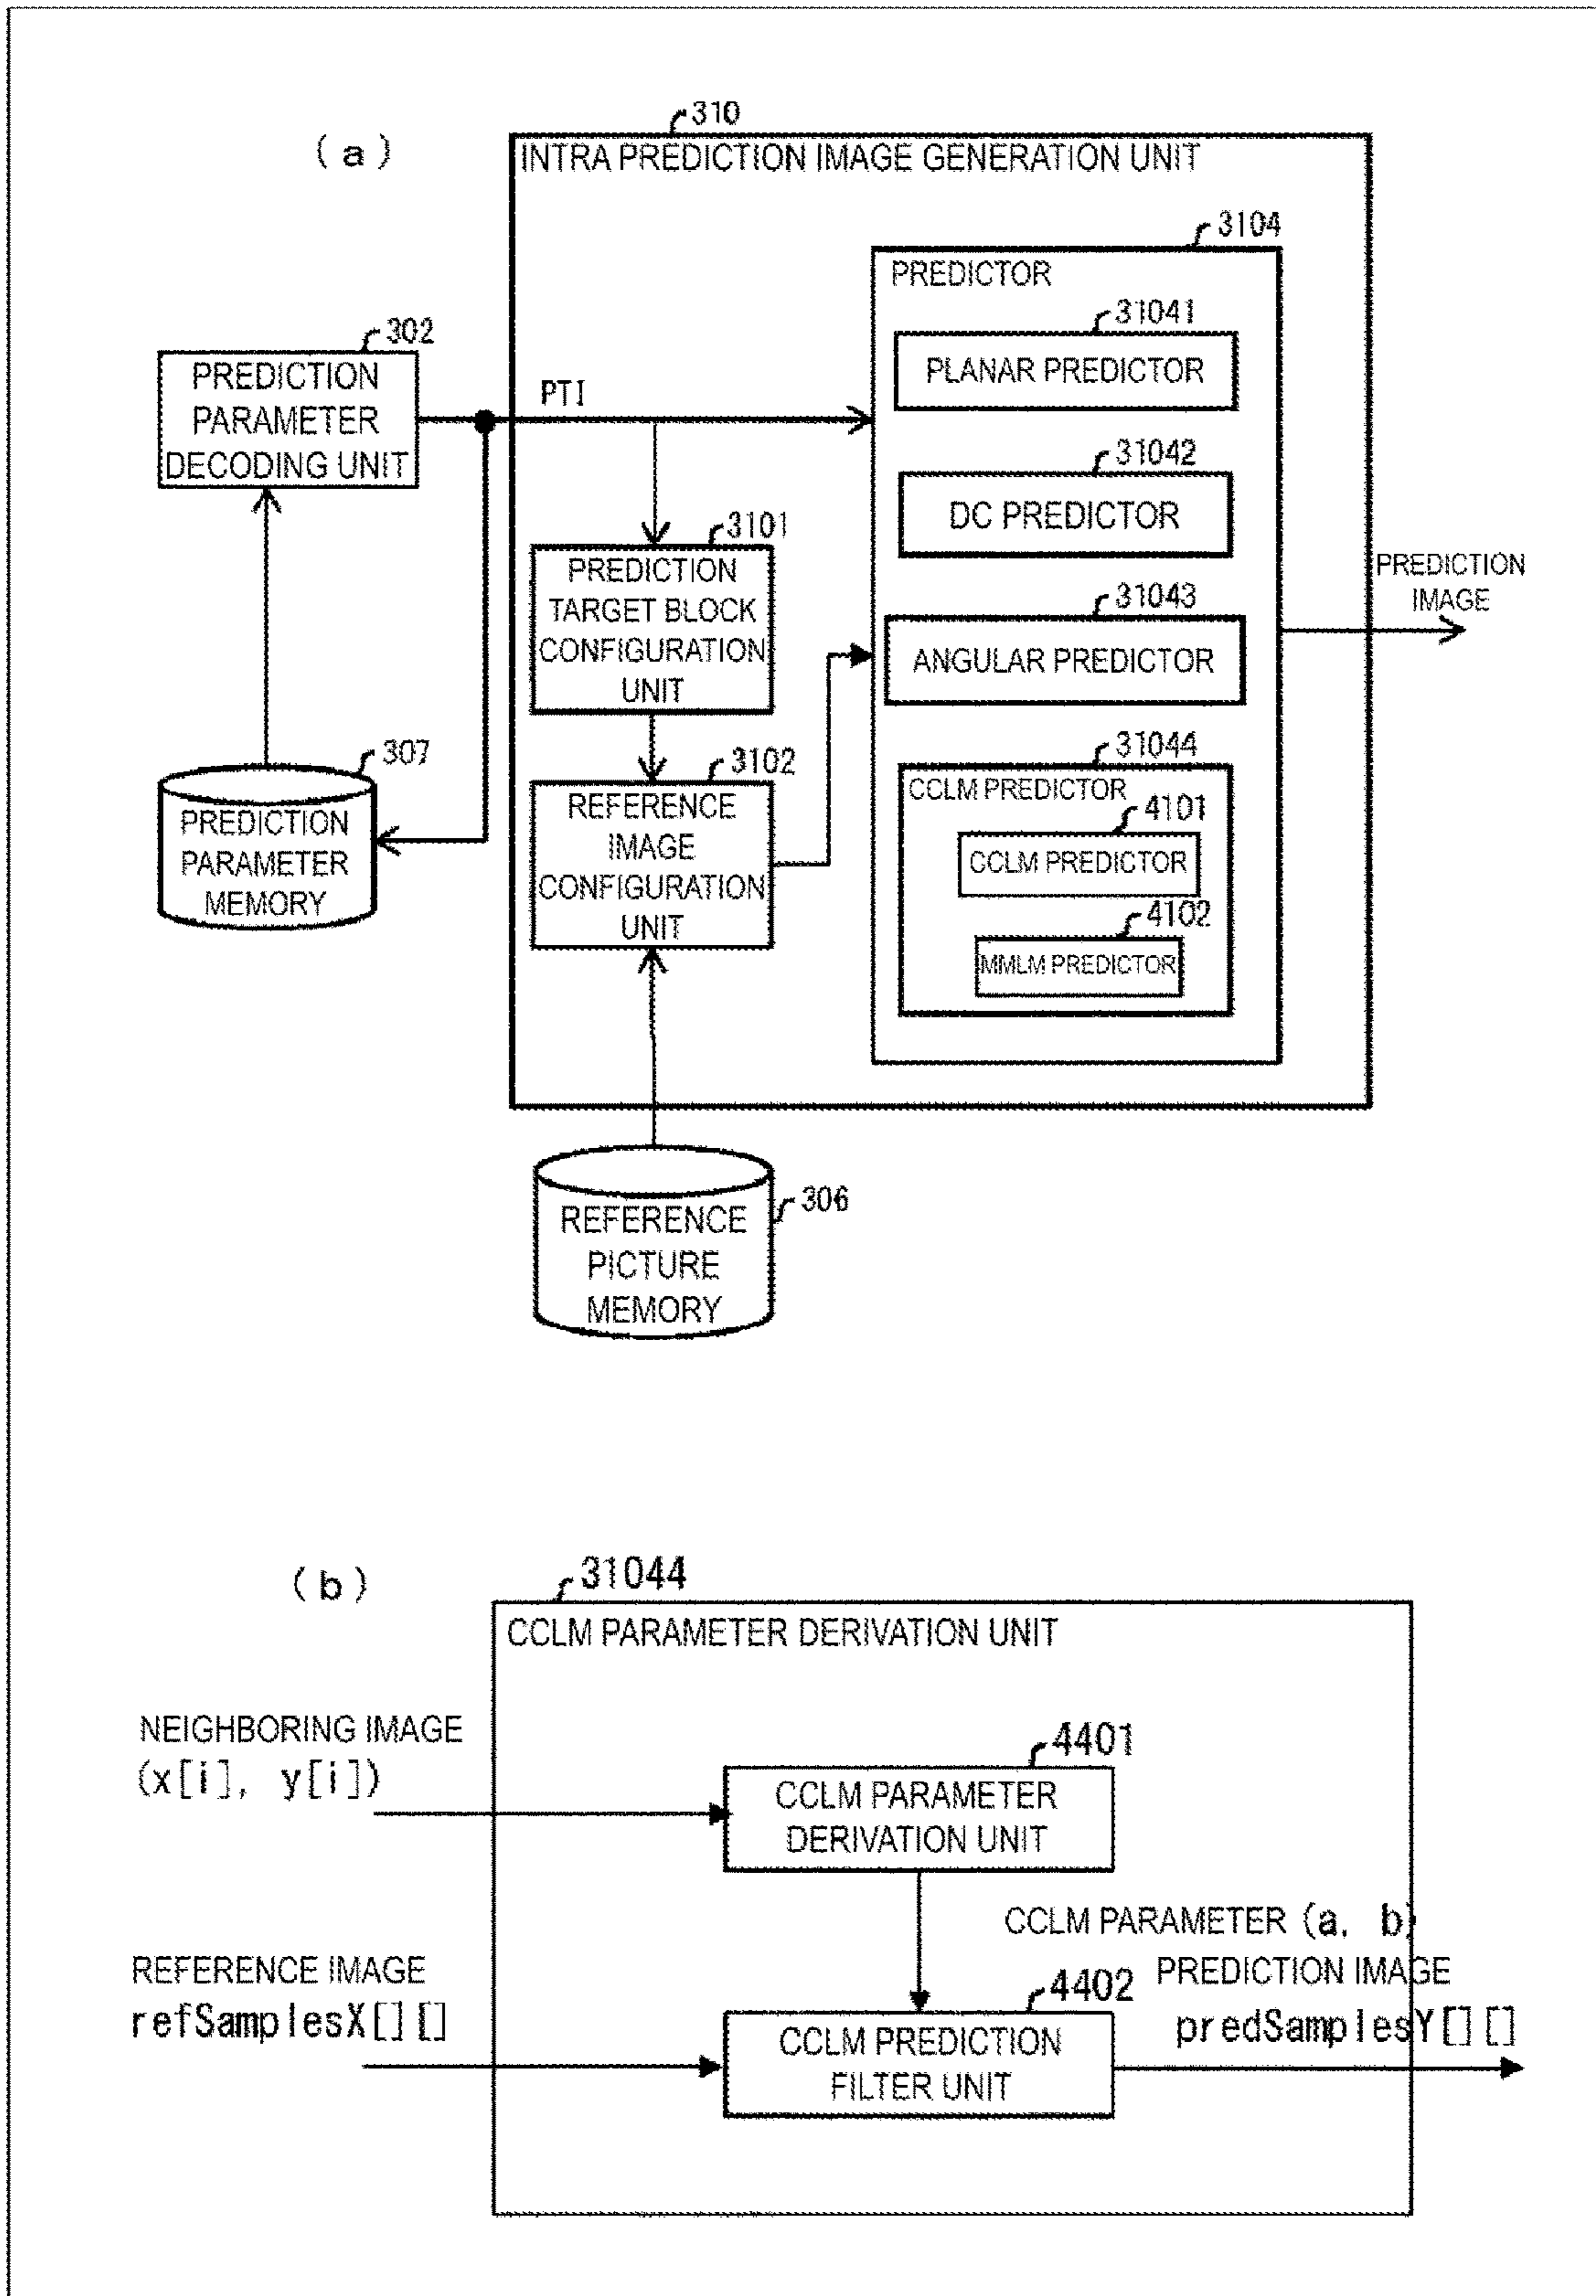 (a)
310
INTRA PREDICTION IMAGE GENERATION UNIT
3104
PREDICTOR
31041
PLANAR PREDICTOR
302
PREDICTION
PARAMETER
DECODING UNIT
PTI
31042
DC PREDICTOR
3101
PREDICTION
TARGET BLOCK
CONFIGURATION
UNIT
31043
ANGULAR PREDICTOR
PREDICTION
IMAGE
307
PREDICTION
PARAMETER
MEMORY
3102
REFERENCE
IMAGE
CONFIGURATION
UNIT
31044
CCLM PREDICTOR
4101
CCLM PREDICTOR
4102
MMLM PREDICTOR
306
REFERENCE
PICTURE
MEMORY
(b)
31044
CCLM PARAMETER DERIVATION UNIT
NEIGHBORING IMAGE
(x[i], y[i])
4401
CCLM PARAMETER
DERIVATION UNIT
CCLM PARAMETER (a, b)
REFERENCE IMAGE
refSamplesX[][]
4402
CCLM PREDICTION
FILTER UNIT
PREDICTION IMAGE
predSamplesY[][]